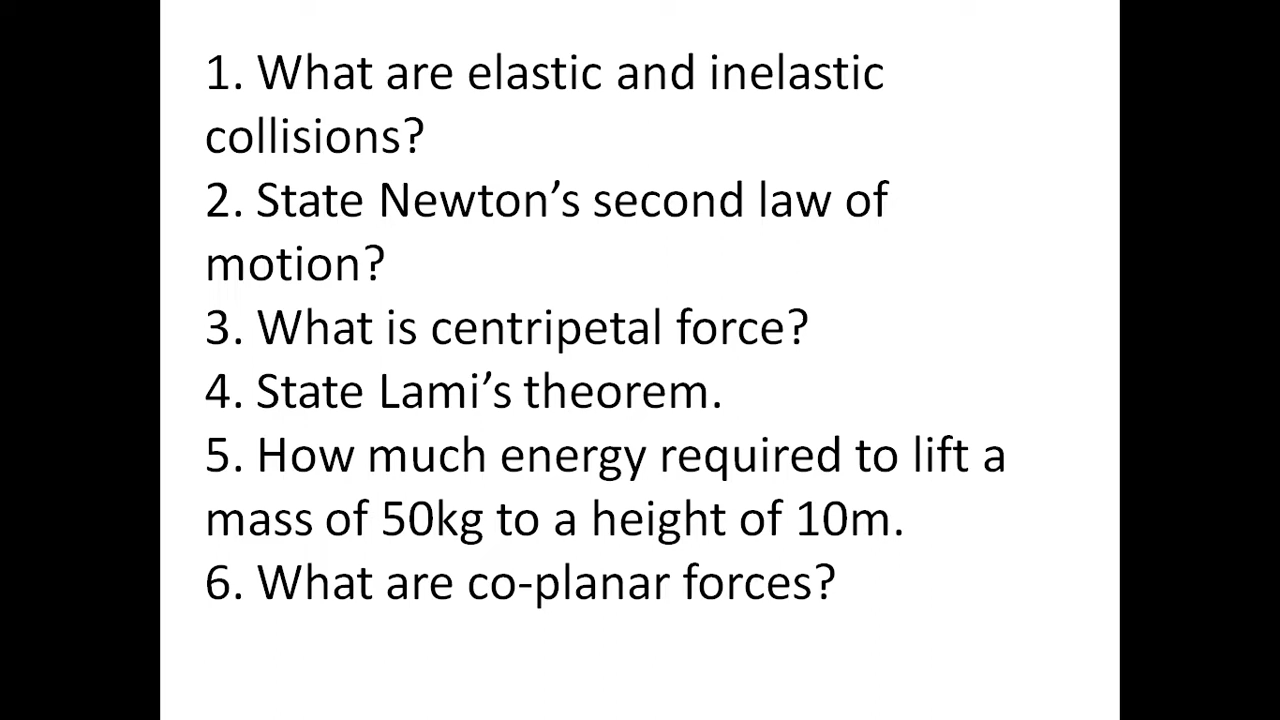 1. What are elastic and inelastic
collisions?
2. State Newton’s second law of
motion?
3. What is centripetal force?
4. State Lami’s theorem.
5. How much energy required to lift a
mass of 50kg to a height of 10m.
6. What are co-planar forces?